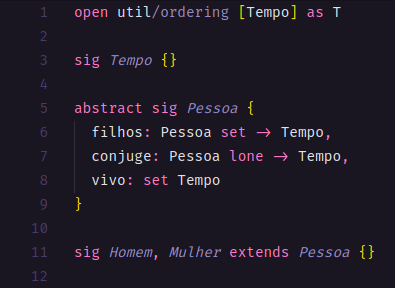 1 open util/ordering [Tempo] as T
2
3 sig Tempo {}
4
5 abstract sig Pessoa {
6 filhos: Pessoa set -> Tempo,
7 conjuge: Pessoa lone -> Tempo,
8 vivo: set Tempo
9 }
10
11 sig Homem, Mulher extends Pessoa {}
12